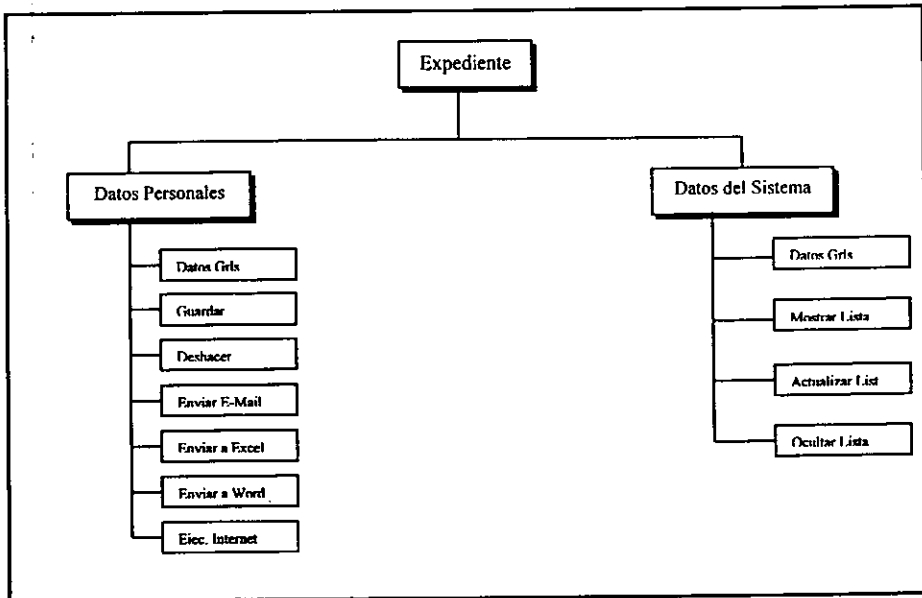 Expediente
Datos Personales
Datos Grls
Guardar
Deshacer
Enviar E-Mail
Enviar a Excel
Enviar a Word
Ejec. Internet
Datos del Sistema
Datos Grls
Mostrar Lista
Actualizar List
Ocultar Lista